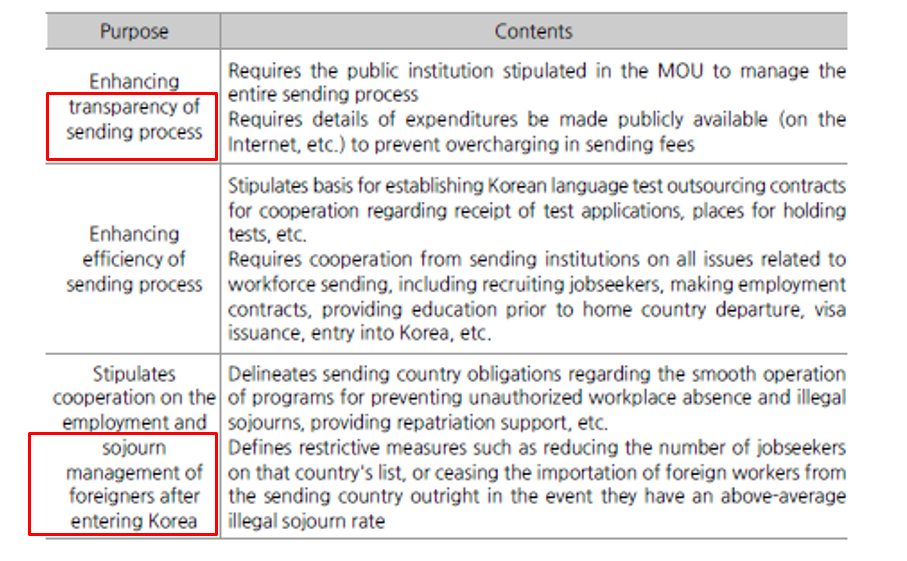 Purpose
Contents
Enhancing
transparency of
sending process
Requires the public institution stipulated in the MOU to manage the
entire sending process
Requires details of expenditures be made publicly available (on the
Internet, etc.) to prevent overcharging in sending fees
Enhancing
efficiency of
sending process
Stipulates basis for establishing Korean language test outsourcing contracts
for cooperation regarding receipt of test applications, places for holding
tests, etc.
Requires cooperation from sending institutions on all issues related to
workforce sending, including recruiting jobseekers, making employment
contracts, providing education prior to home country departure, visa
issuance, entry into Korea, etc.
Stipulates
cooperation on the
employment and
sojourn
management of
foreigners after
entering Korea
Delineates sending country obligations regarding the smooth operation
of programs for preventing unauthorized workplace absence and illegal
sojourns, providing repatriation support, etc.
Defines restrictive measures such as reducing the number of jobseekers
on that country's list, or ceasing the importation of foreign workers from
the sending country outright in the event they have an above-average
illegal sojourn rate